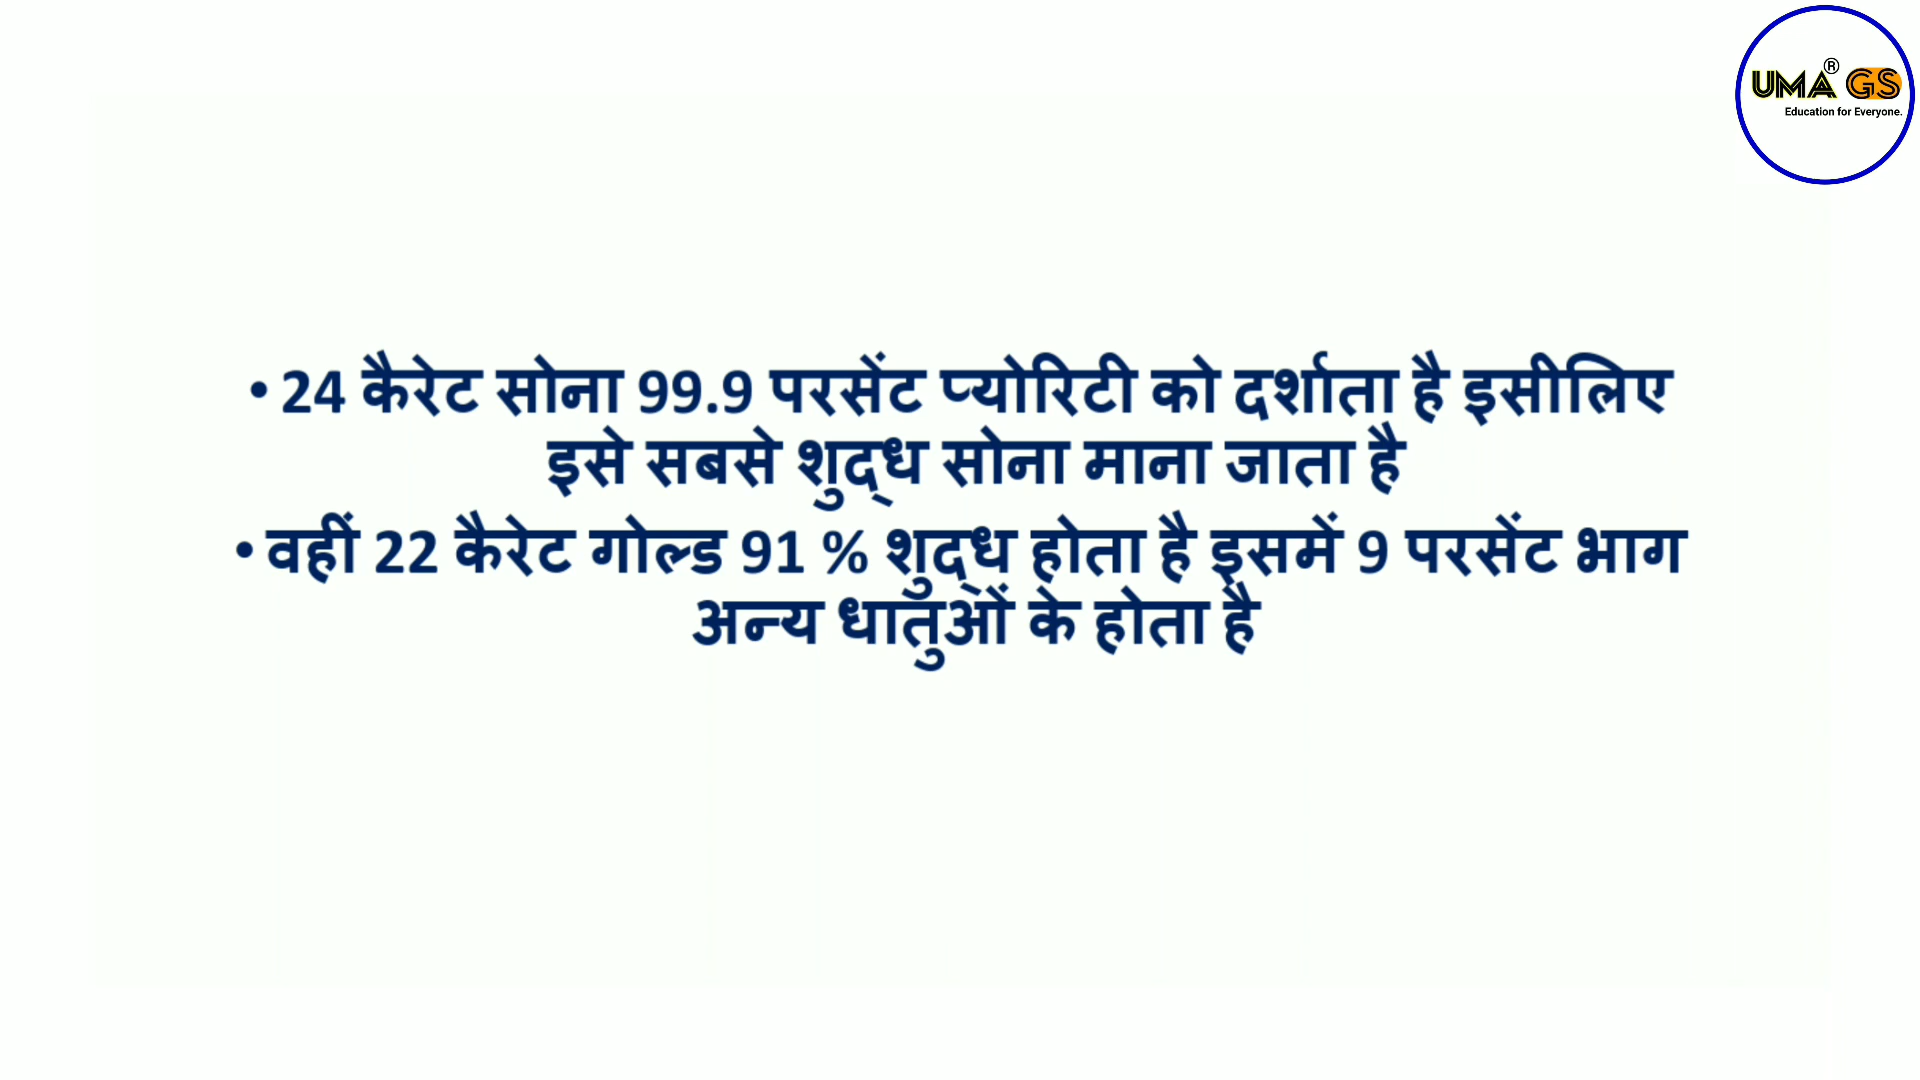 UMA® GS
Education for Everyone.
• 24 कैरेट सोना 99.9 परसेंट प्योरिटी को दर्शाता है इसीलिए
इसे सबसे शुद्ध सोना माना जाता है
• वहीं 22 कैरेट गोल्ड 91 % शुद्ध होता है इसमें 9 परसेंट भाग
अन्य धातुओं के होता है